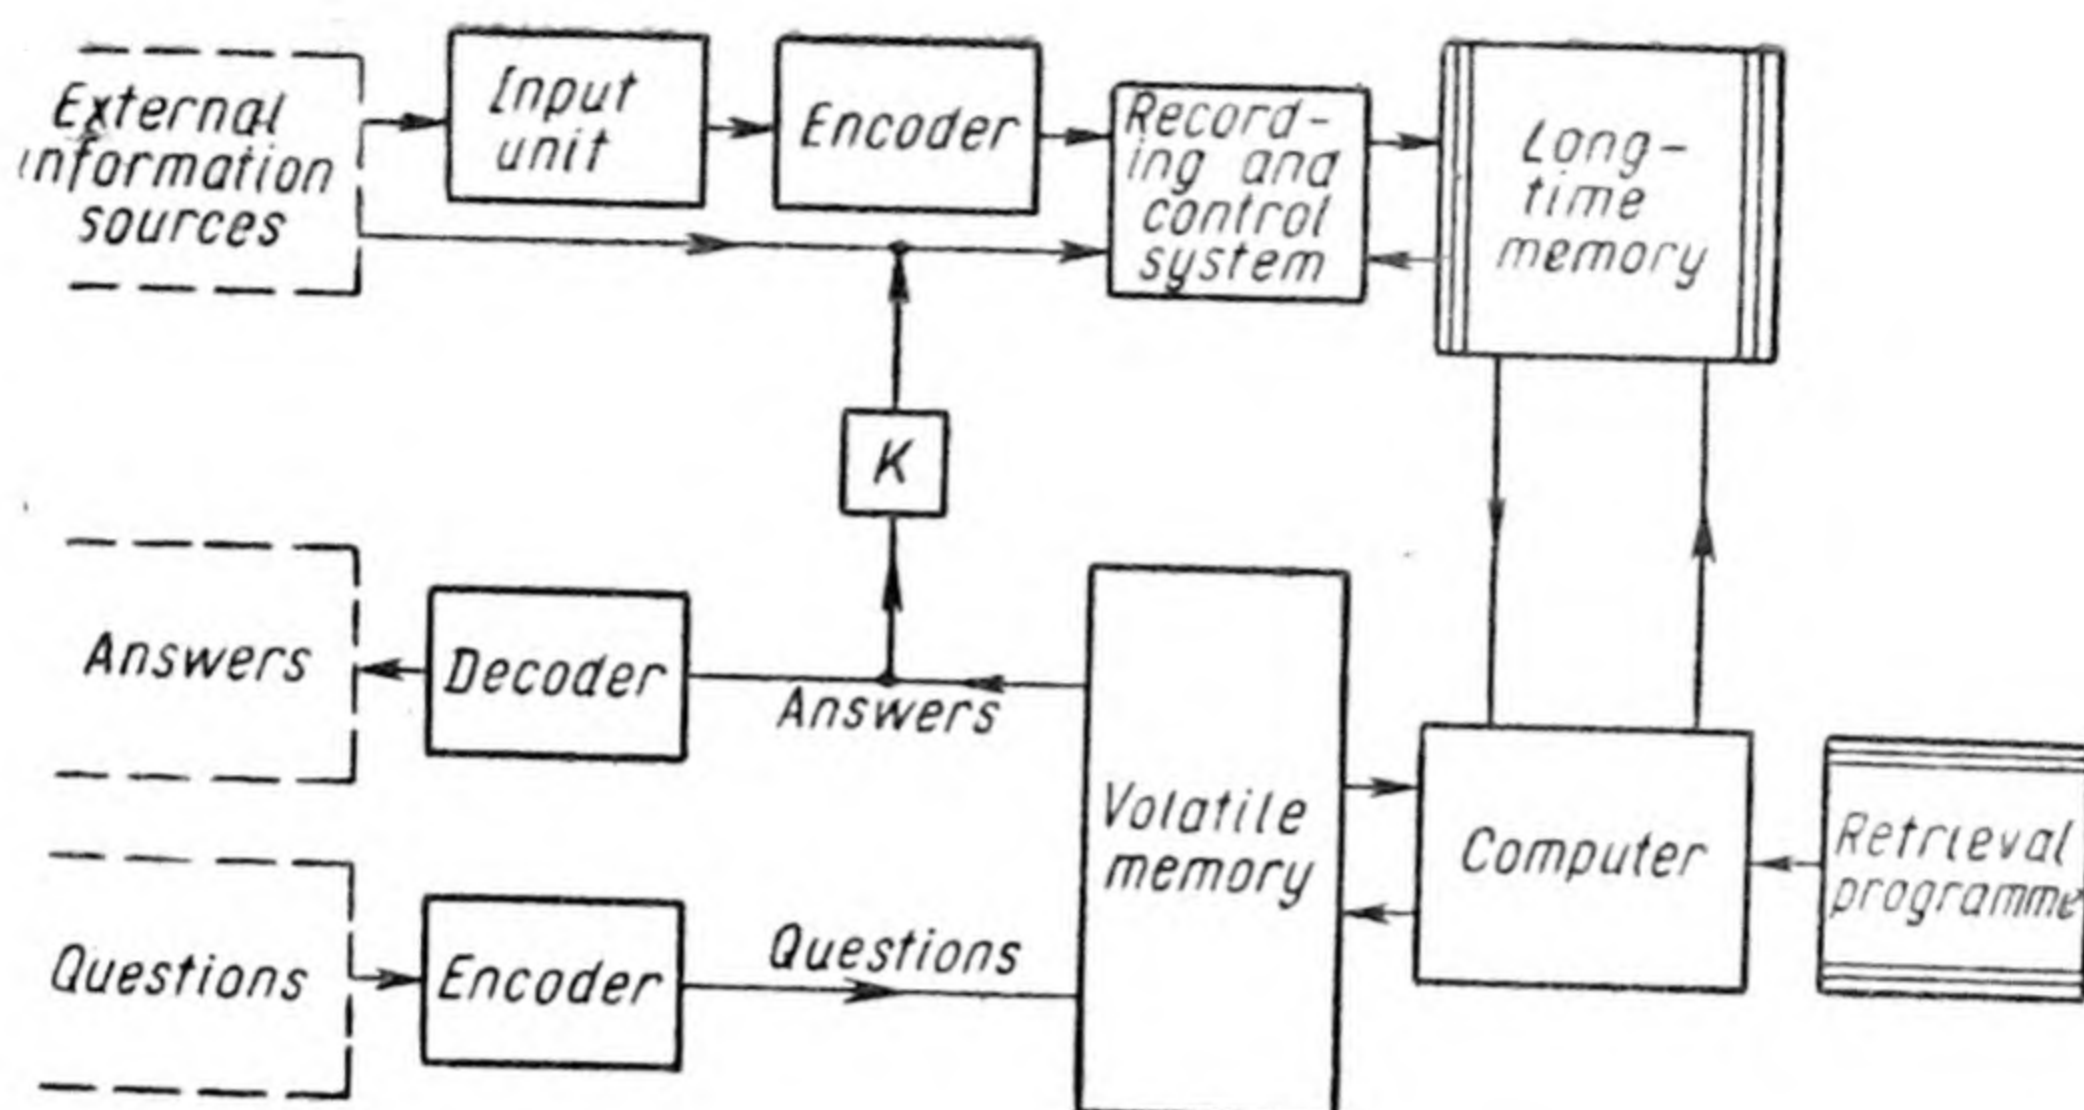 External
information
sources
Input
unit
Encoder
Record-
ing and
control
system
Long-
time
memory
K
Answers
Decoder
Answers
Volatile
memory
Computer
Retrieval
programme
Questions
Encoder
Questions